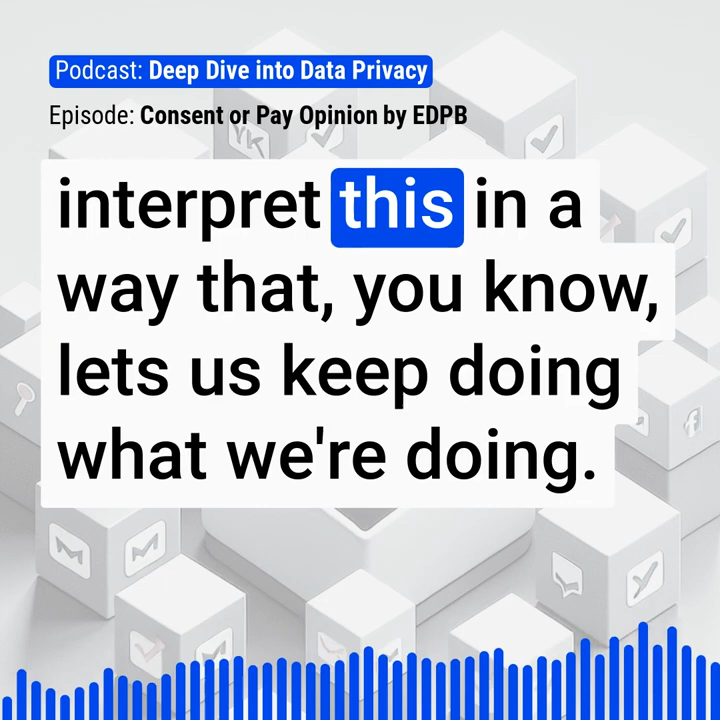 Podcast: Deep Dive into Data Privacy
Episode: Consent or Pay Opinion by EDPB
interpret this in a
way that, you know,
lets us keep doing
what we're doing.